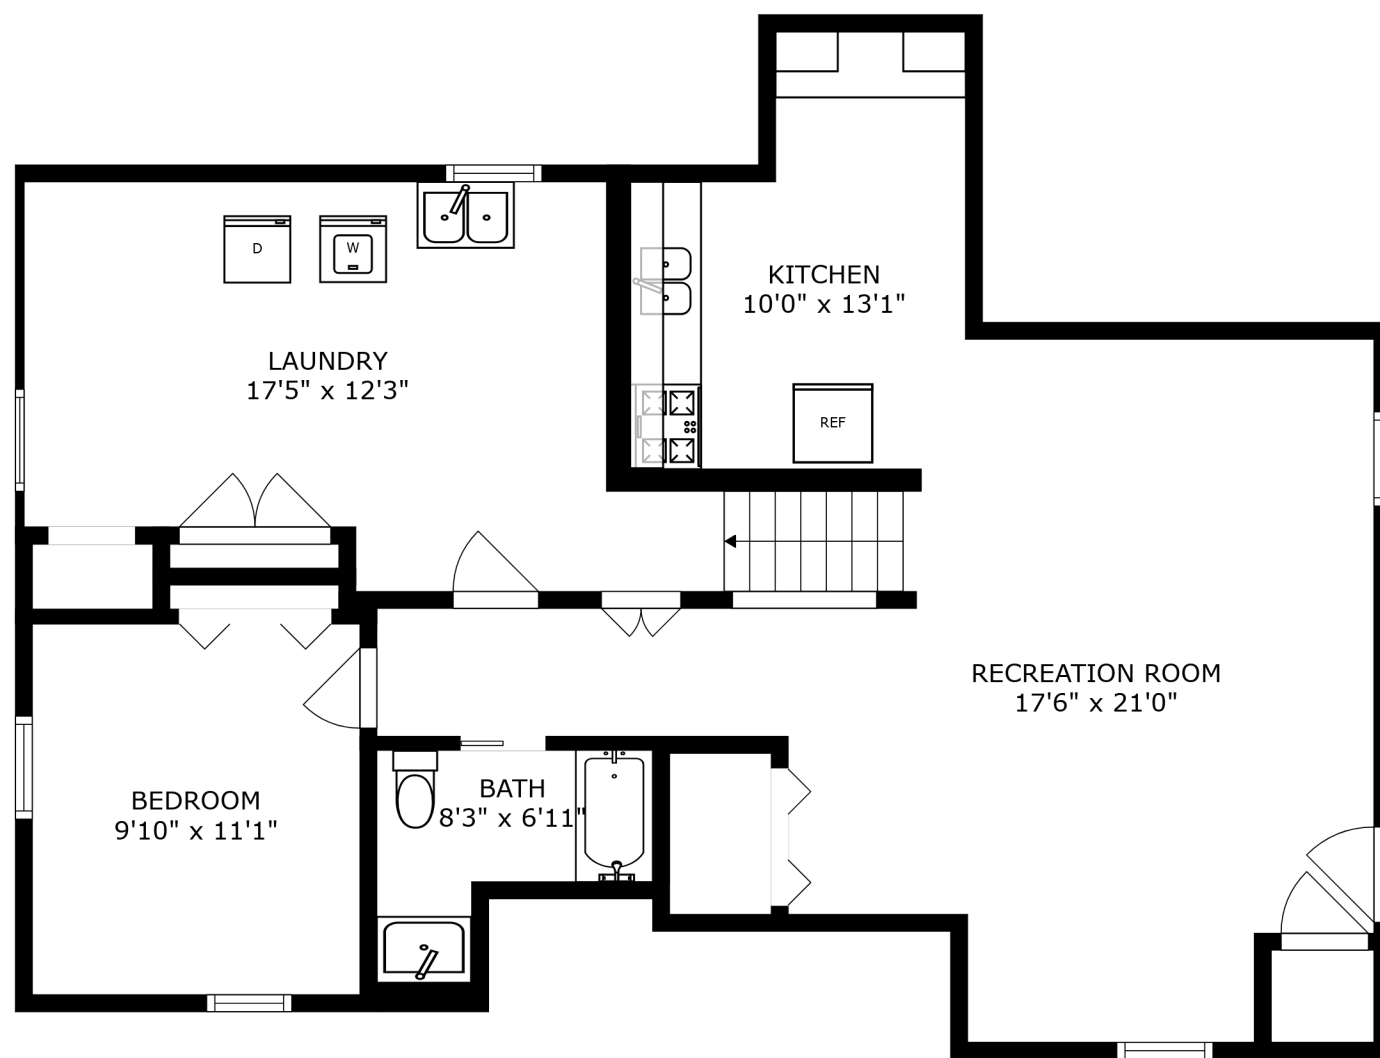 D
W
KITCHEN
10'0" x 13'1"
LAUNDRY
17'5" x 12'3"
REF
RECREATION ROOM
17'6" x 21'0"
BATH
8'3" x 6'11"
BEDROOM
9'10" x 11'1"